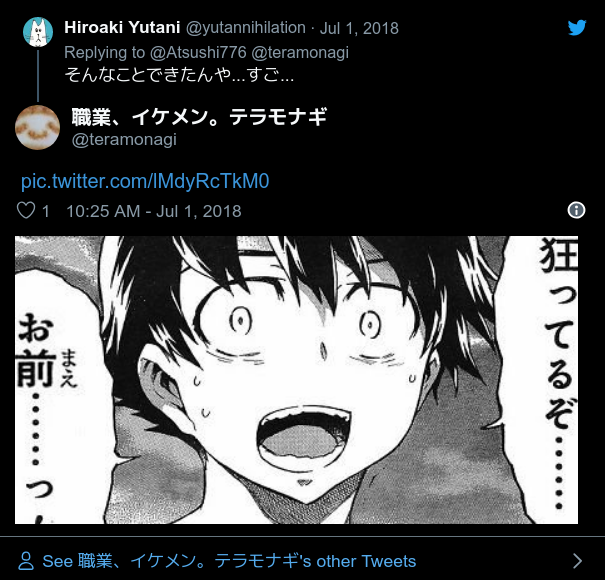 Hiroaki Yutani @yutannihilation · Jul 1, 2018
Replying to @Atsushi776 @teramonagi
そんなことできたんや...すご...
職業、イケメン。テラモナギ
@teramonagi
pic.twitter.com/lMdyRcTkM0
1 10:25 AM - Jul 1, 2018
狂ってるぞ……
お前……っ
まえ
See 職業、イケメン。テラモナギ's other Tweets